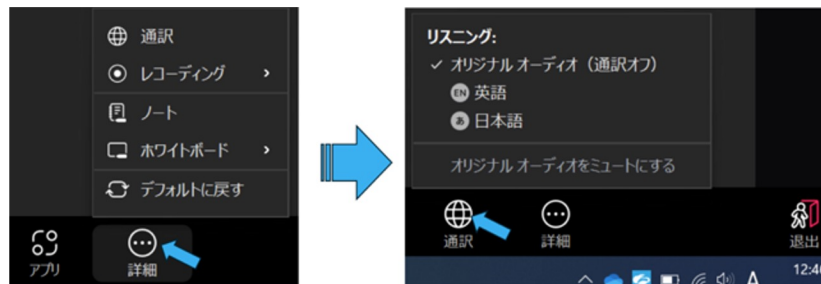 通訳
レコーディング
ノート
ホワイトボード
デフォルトに戻す
アプリ
詳細
リスニング:
オリジナル オーディオ（通訳オフ）
EN 英語
あ 日本語
オリジナル オーディオをミュートにする
通訳
詳細
退出
A